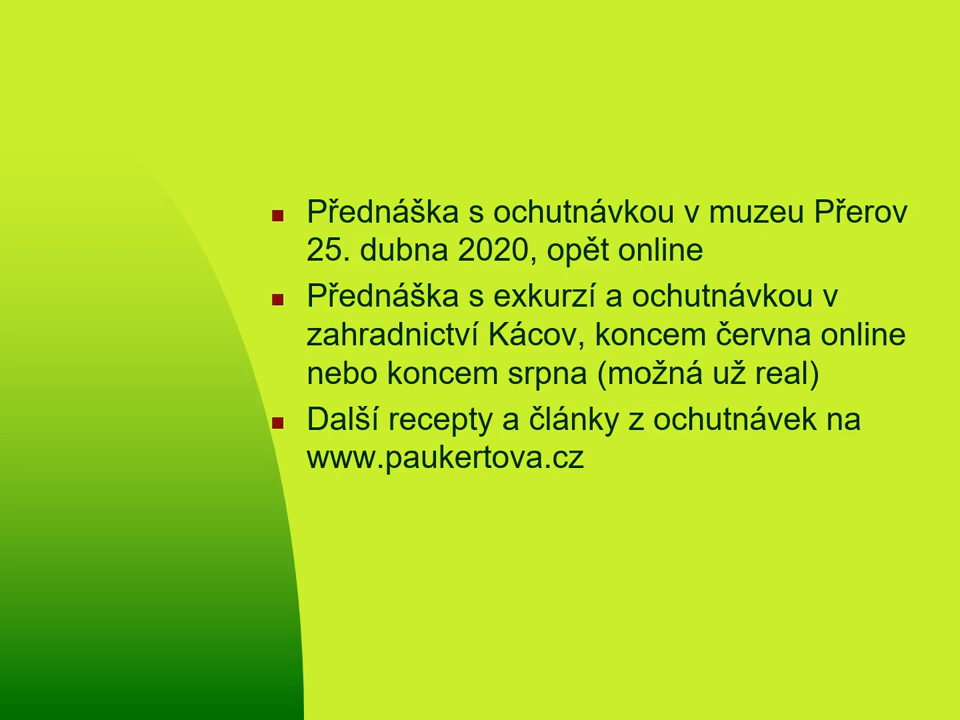 Přednáška s ochutnávkou v muzeu Přerov
25. dubna 2020, opět online
Přednáška s exkurzí a ochutnávkou v
zahradnictví Kácov, koncem června online
nebo koncem srpna (možná už real)
Další recepty a články z ochutnávek na
www.paukertova.cz